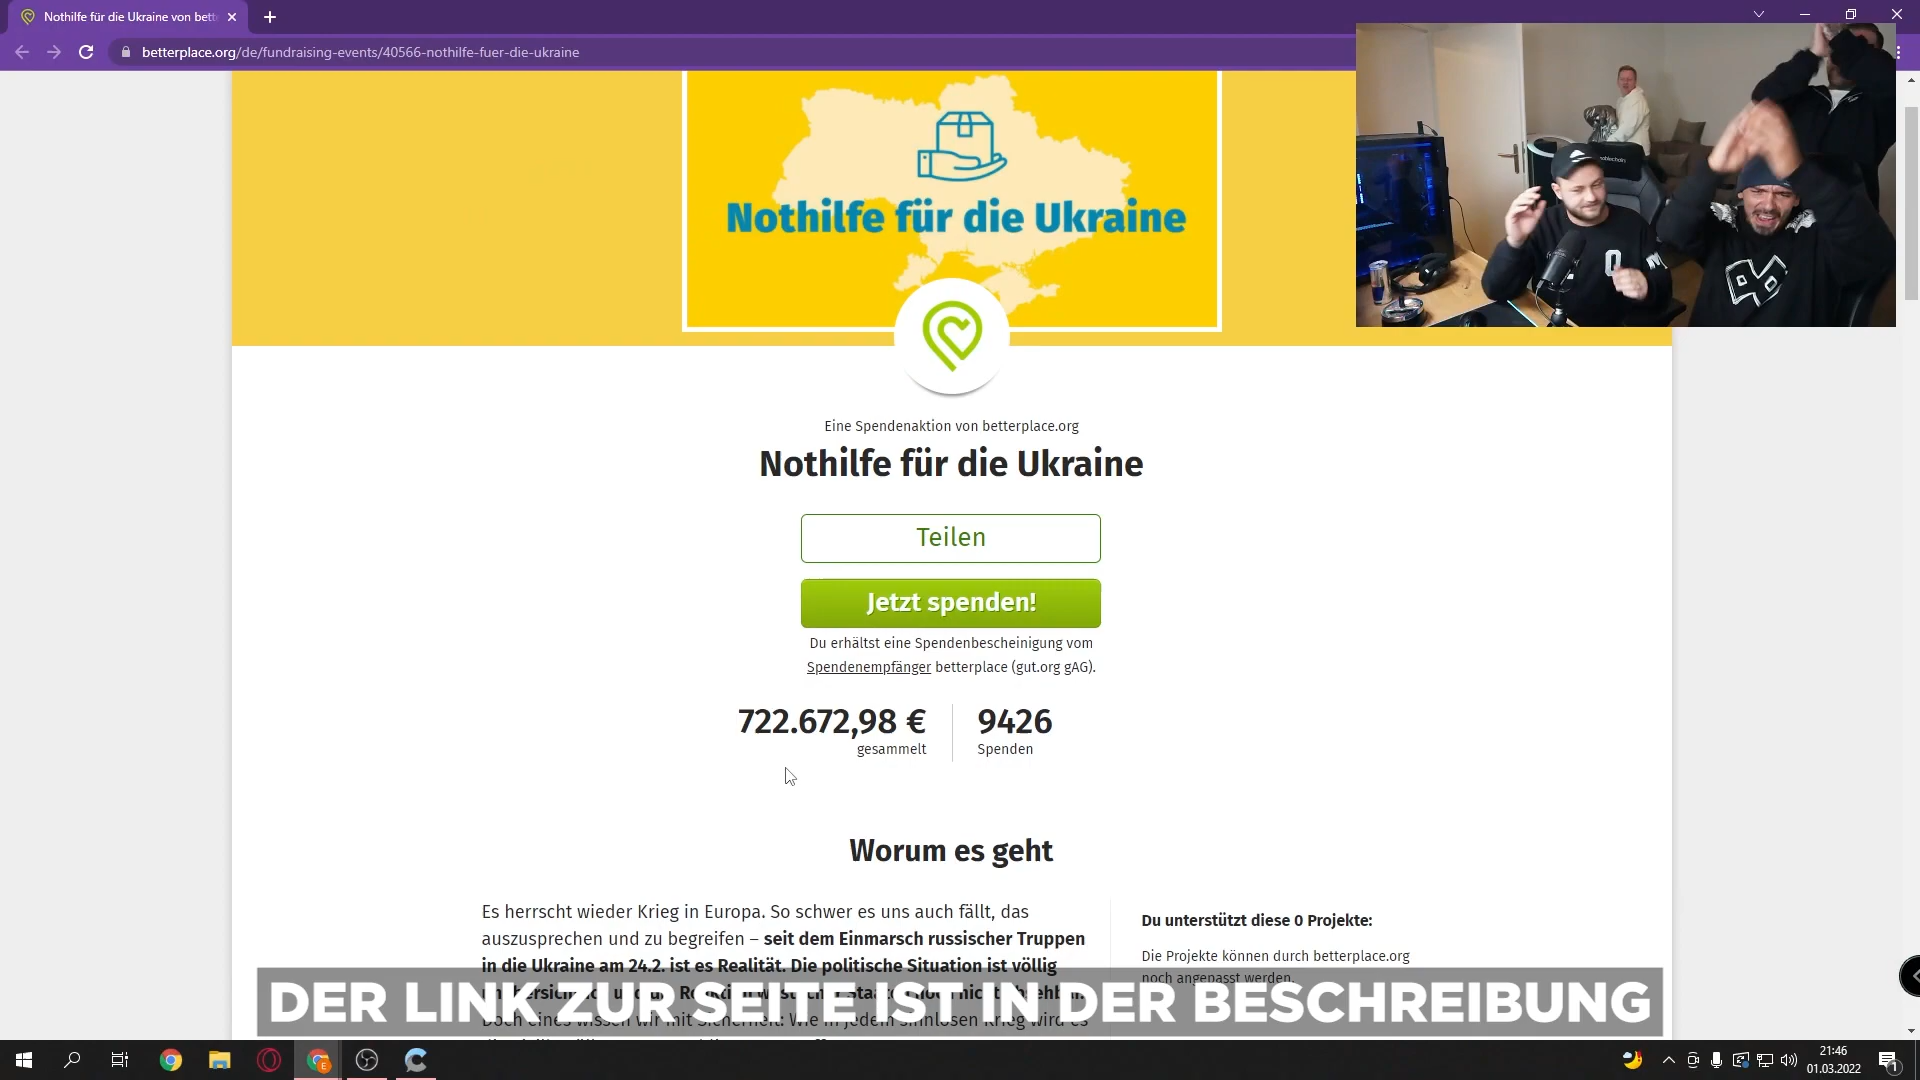 Nothilfe für die Ukraine von bett
betterplace.org/de/fundraising-events/40566-nothilfe-fuer-die-ukraine
Nothilfe für die Ukraine
Eine Spendenaktion von betterplace.org
Nothilfe für die Ukraine
Teilen
Jetzt spenden!
Du erhältst eine Spendenbescheinigung vom
Spendenempfänger betterplace (gut.org gAG).
722.672,98 €
gesammelt
9426
Spenden
Worum es geht
Es herrscht wieder Krieg in Europa. So schwer es uns auch fällt, das
auszusprechen und zu begreifen – seit dem Einmarsch russischer Truppen
in die Ukraine am 24.2. ist es Realität. Die politische Situation ist völlig
Du unterstützt diese 0 Projekte:
Die Projekte können durch betterplace.org
noch angepasst werden.
DER LINK ZUR SEITE IST IN DER BESCHREIBUNG
21:46
01.03.2022